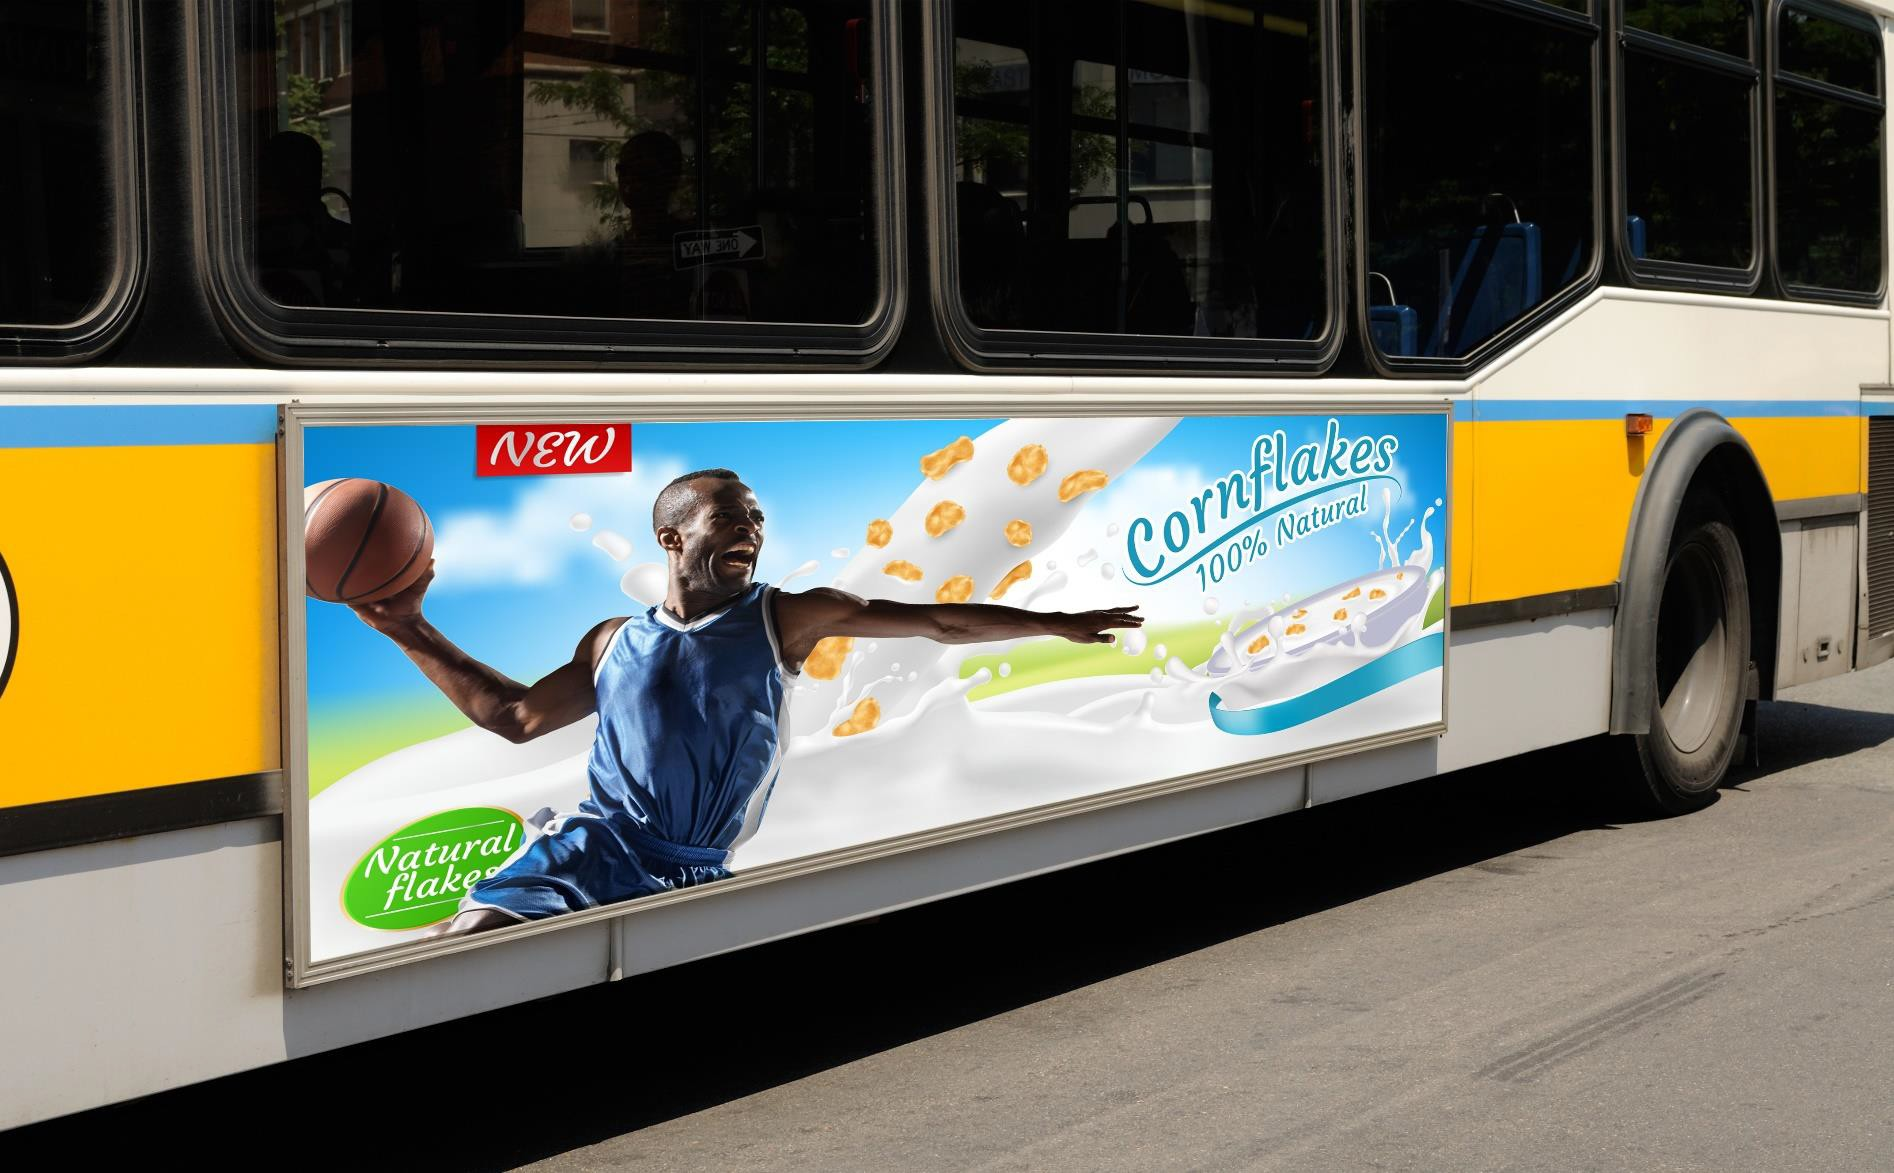 NEW
Cornflakes
100% Natural
Natural
flakes
ONE WAY